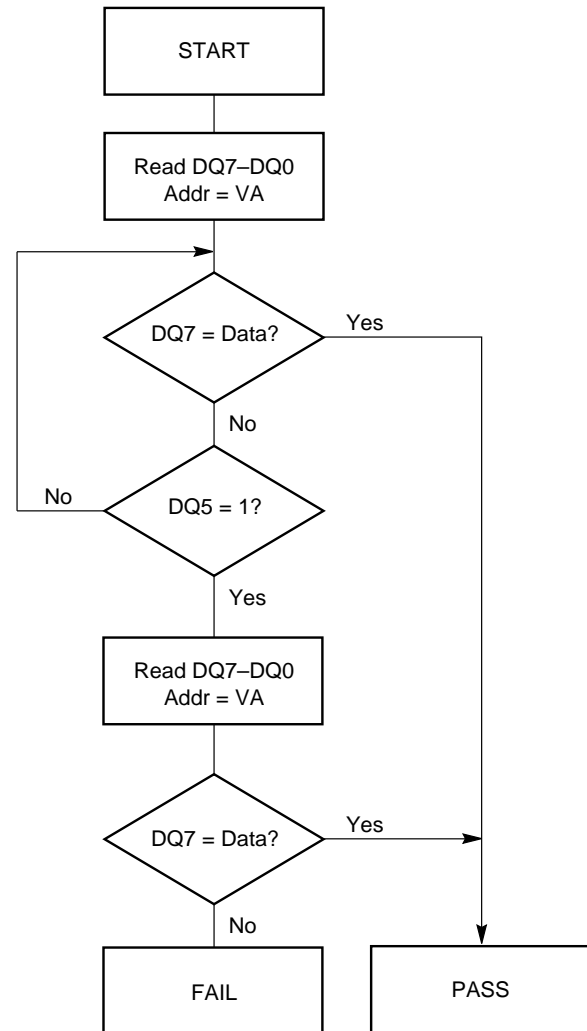 START
Read DQ7–DQ0
Addr = VA
DQ7 = Data?
Yes
No
No
DQ5 = 1?
Yes
Read DQ7–DQ0
Addr = VA
DQ7 = Data?
Yes
No
FAIL
PASS